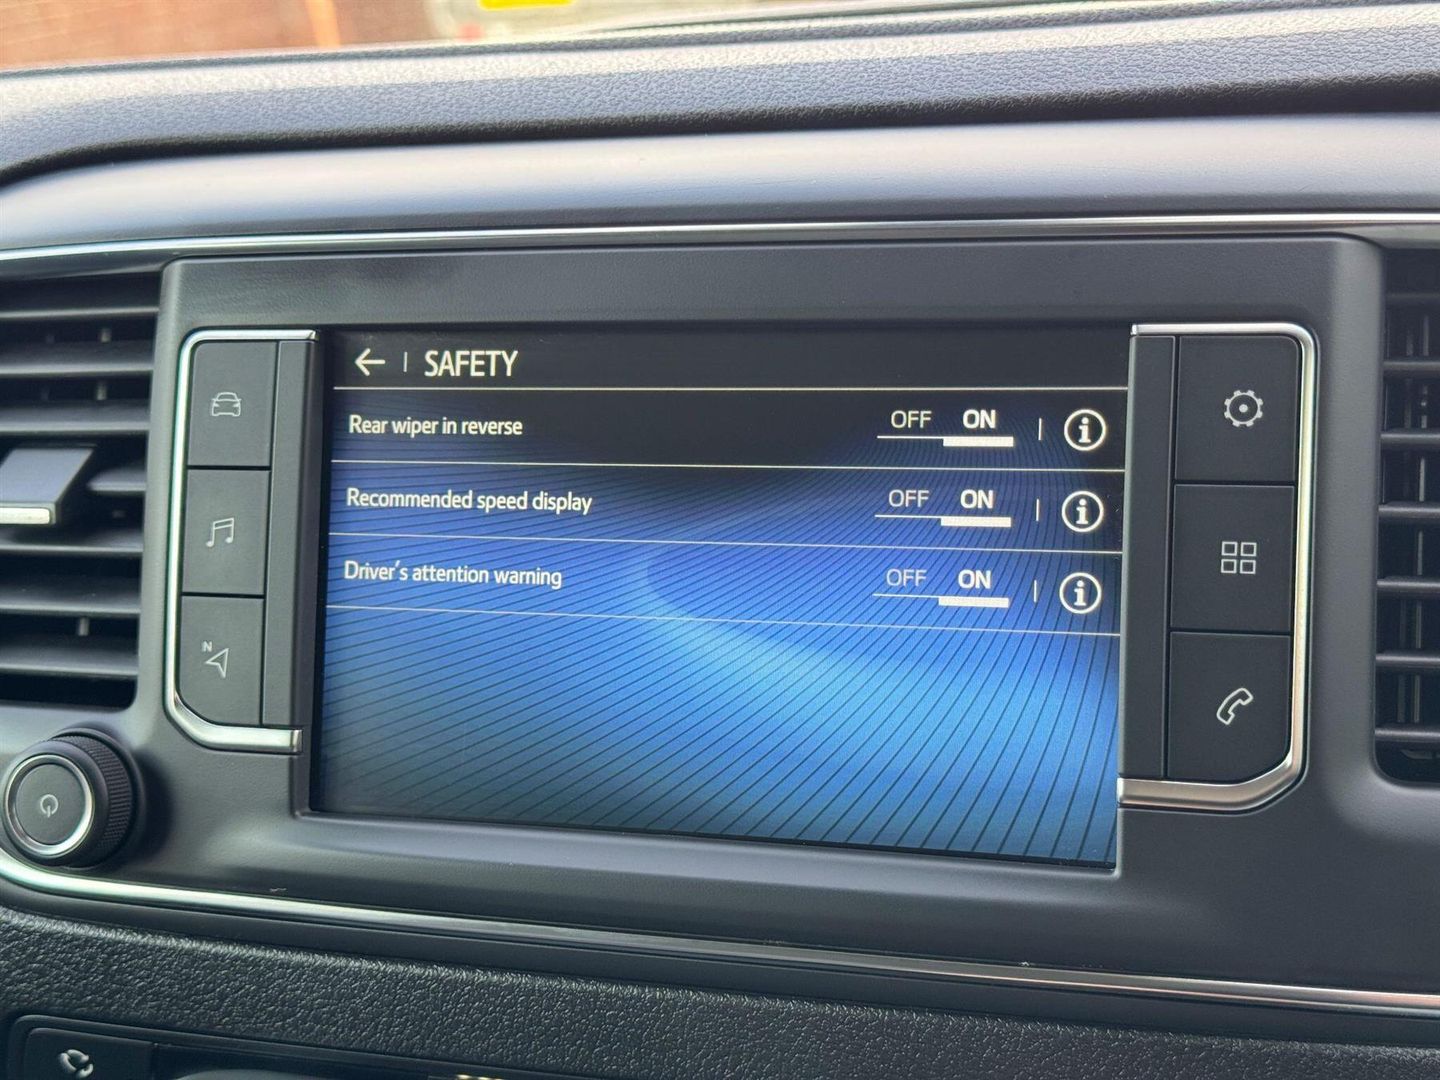 SAFETY
Rear wiper in reverse OFF ON
Recommended speed display OFF ON
Driver's attention warning OFF ON
N